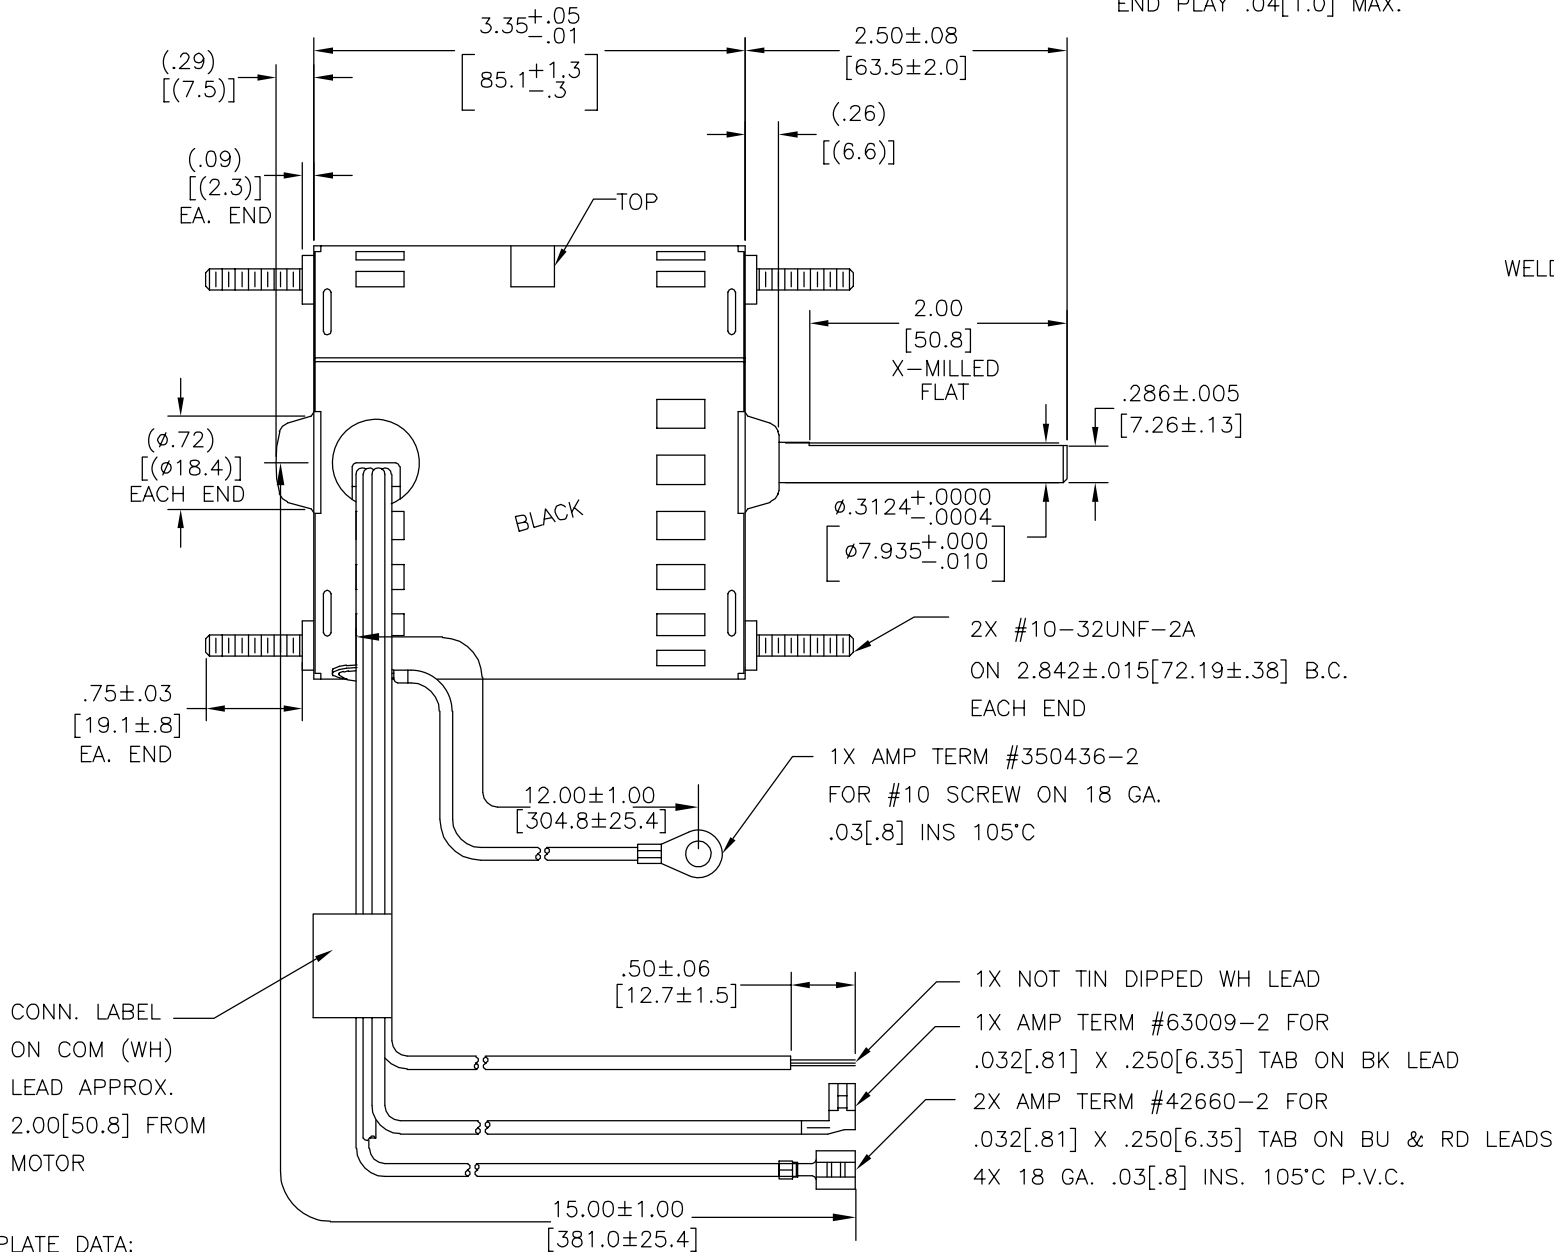 END PLAY .04[1.0] MAX.
3.35+.05
-.01
[85.1+1.3
-.3]
2.50±.08
[63.5±2.0]
(.29)
[(7.5)]
(.26)
[(6.6)]
(.09)
[(2.3)]
EA. END
TOP
WELD
2.00
[50.8]
X-MILLED
FLAT
.286±.005
[7.26±.13]
(ø.72)
[(ø18.4)]
EACH END
BLACK
ø.3124+.0000
-.0004
[ø7.935+.000
-.010]
2X #10-32UNF-2A
ON 2.842±.015[72.19±.38] B.C.
EACH END
.75±.03
[19.1±.8]
EA. END
1X AMP TERM #350436-2
FOR #10 SCREW ON 18 GA.
.03[.8] INS 105°C
12.00±1.00
[304.8±25.4]
.50±.06
[12.7±1.5]
1X NOT TIN DIPPED WH LEAD
1X AMP TERM #63009-2 FOR
.032[.81] X .250[6.35] TAB ON BK LEAD
2X AMP TERM #42660-2 FOR
.032[.81] X .250[6.35] TAB ON BU & RD LEADS
4X 18 GA. .03[.8] INS. 105°C P.V.C.
CONN. LABEL
ON COM (WH)
LEAD APPROX.
2.00[50.8] FROM
MOTOR
15.00±1.00
[381.0±25.4]
PLATE DATA: